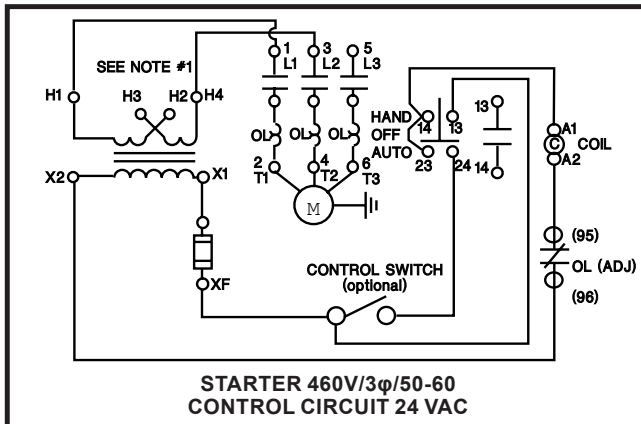 1 3 5
L1 L2 L3
SEE NOTE #1
H1 H3 H2 H4
HAND
OFF
AUTO
14 13
23 24
13
14
A1
C COIL
A2
OL OL OL
2 4 6
T1 T2 T3
M
X2 X1
(95)
OL (ADJ)
(96)
XF
CONTROL SWITCH
(optional)
STARTER 460V/3φ/50-60
CONTROL CIRCUIT 24 VAC